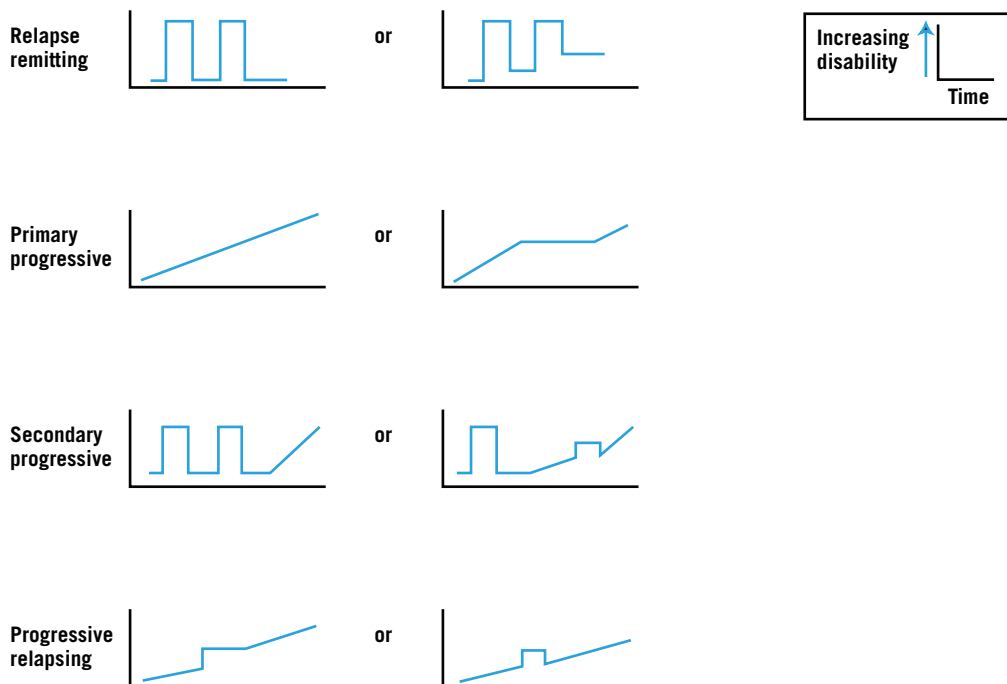 Relapse
remitting
or
Increasing
disability
Time
Primary
progressive
or
Secondary
progressive
or
Progressive
relapsing
or